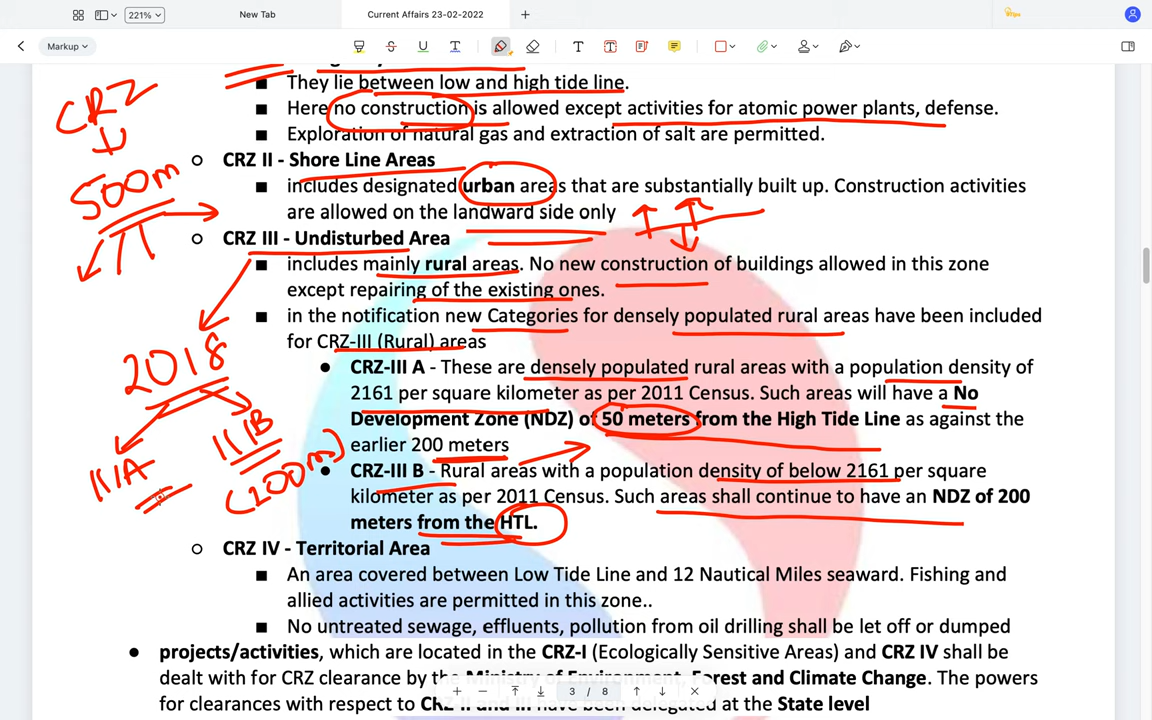 221%
New Tab
Current Affairs 23-02-2022
Markup
They lie between low and high tide line.
Here no construction is allowed except activities for atomic power plants, defense.
Exploration of natural gas and extraction of salt are permitted.
CRZ
500m
CRZ II - Shore Line Areas
includes designated urban areas that are substantially built up. Construction activities
are allowed on the landward side only
CRZ III - Undisturbed Area
includes mainly rural areas. No new construction of buildings allowed in this zone
except repairing of the existing ones.
in the notification new Categories for densely populated rural areas have been included
for CRZ-III (Rural) areas
2018
CRZ-III A - These are densely populated rural areas with a population density of
2161 per square kilometer as per 2011 Census. Such areas will have a No
Development Zone (NDZ) of 50 meters from the High Tide Line as against the
earlier 200 meters
IIIA
IIIB
(200m)
CRZ-III B - Rural areas with a population density of below 2161 per square
kilometer as per 2011 Census. Such areas shall continue to have an NDZ of 200
meters from the HTL.
CRZ IV - Territorial Area
An area covered between Low Tide Line and 12 Nautical Miles seaward. Fishing and
allied activities are permitted in this zone..
No untreated sewage, effluents, pollution from oil drilling shall be let off or dumped
projects/activities, which are located in the CRZ-I (Ecologically Sensitive Areas) and CRZ IV shall be
dealt with for CRZ clearance by the Ministry of Environment, Forest and Climate Change. The powers
for clearances with respect to CRZ-II and III have been delegated at the State level
3 / 8